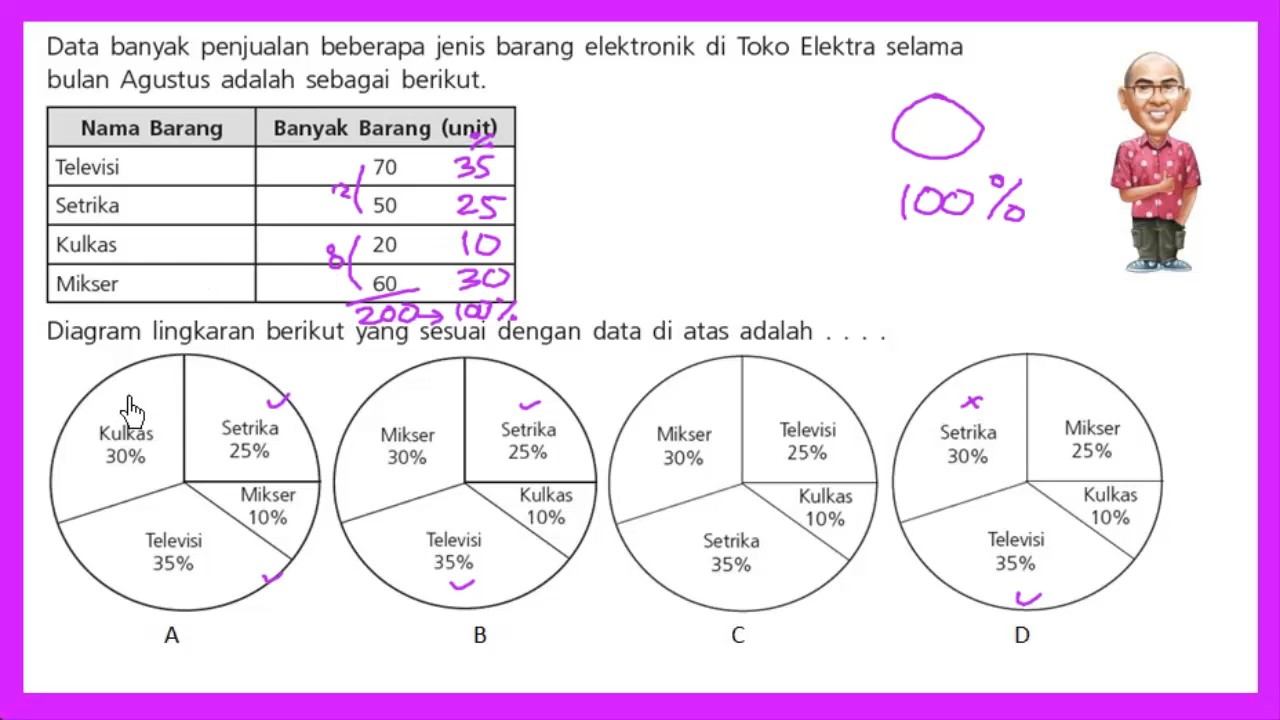 Data banyak penjualan beberapa jenis barang elektronik di Toko Elektra selama
bulan Agustus adalah sebagai berikut.
Nama Barang Banyak Barang (unit)
%
Televisi 70 35
12
Setrika 50 25
Kulkas 20 10
8
Mikser 60 30
200 → 100%
100%
Diagram lingkaran berikut yang sesuai dengan data di atas adalah . . . .
Kulkas
30%
Setrika
25%
Mikser
10%
Televisi
35%
A
Mikser
30%
Setrika
25%
Kulkas
10%
Televisi
35%
B
Mikser
30%
Televisi
25%
Kulkas
10%
Setrika
35%
C
Setrika
30%
Mikser
25%
Kulkas
10%
Televisi
35%
D